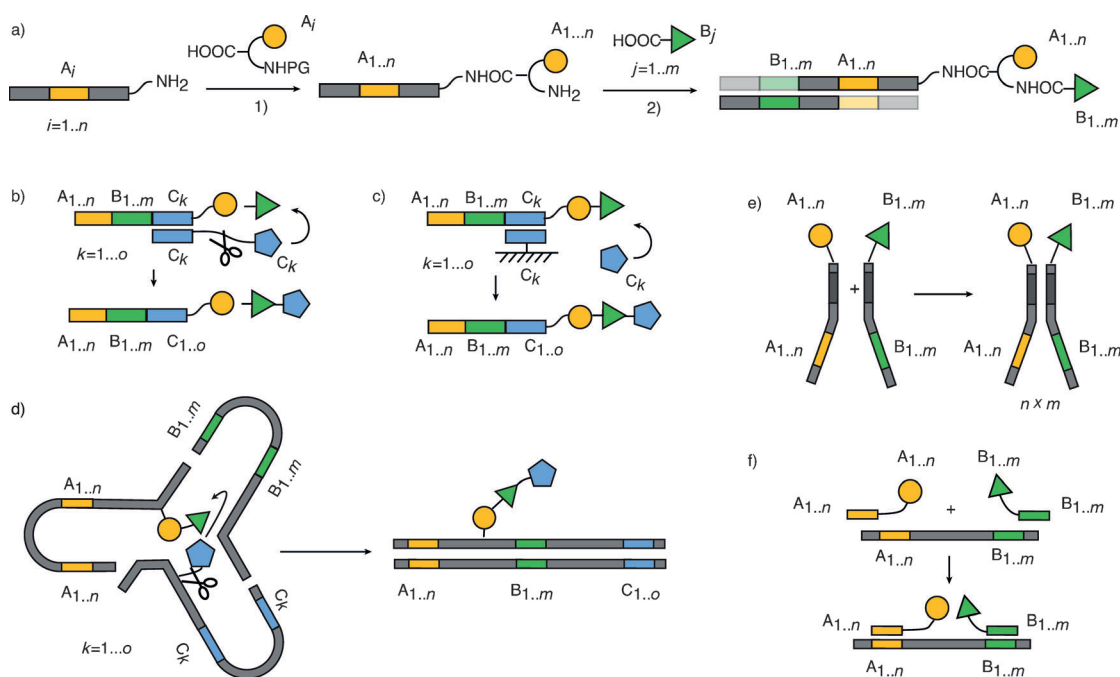 a)
A_i
i=1..n
NH2
HOOC
A_i
NHPG
1)
A1..n
NHOC
A1...n
NH2
HOOC
B_j
j=1..m
2)
B1..m
A1..n
NHOC
A1..n
NHOC
B1..m
b)
A1..n
B1..m
C_k
k=1...o
C_k
C_k
A1..n
B1..m
C1..o
c)
A1..n
B1..m
C_k
k=1...o
C_k
C_k
A1..n
B1..m
C1..o
e)
A1..n
B1..m
+
A1..n
B1..m
A1..n
B1..m
A1..n
B1..m
n x m
d)
B1..m
B1..m
A1..n
A1..n
C_k
C_k
k=1...o
A1..n
B1..m
C1..o
f)
A1..n
B1..m
A1..n
+
B1..m
A1..n
B1..m
A1..n
B1..m
A1..n
B1..m